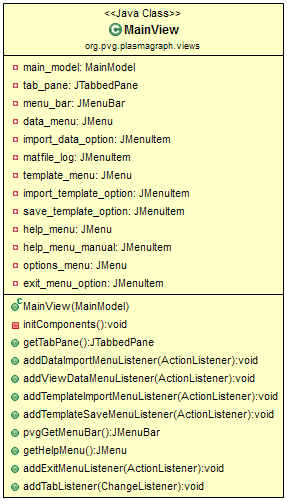 <<Java Class>>
C MainView
org.pvg.plasmagraph.views
main_model: MainModel
tab_pane: JTabbedPane
menu_bar: JMenuBar
data_menu: JMenu
import_data_option: JMenuItem
matfile_log: JMenuItem
template_menu: JMenu
import_template_option: JMenuItem
save_template_option: JMenuItem
help_menu: JMenu
help_menu_manual: JMenuItem
options_menu: JMenu
exit_menu_option: JMenuItem
C MainView(MainModel)
initComponents():void
getTabPane():JTabbedPane
addDataImportMenuListener(ActionListener):void
addViewDataMenuListener(ActionListener):void
addTemplateImportMenuListener(ActionListener):void
addTemplateSaveMenuListener(ActionListener):void
pvgGetMenuBar():JMenuBar
getHelpMenu():JMenu
addExitMenuListener(ActionListener):void
addTabListener(ChangeListener):void